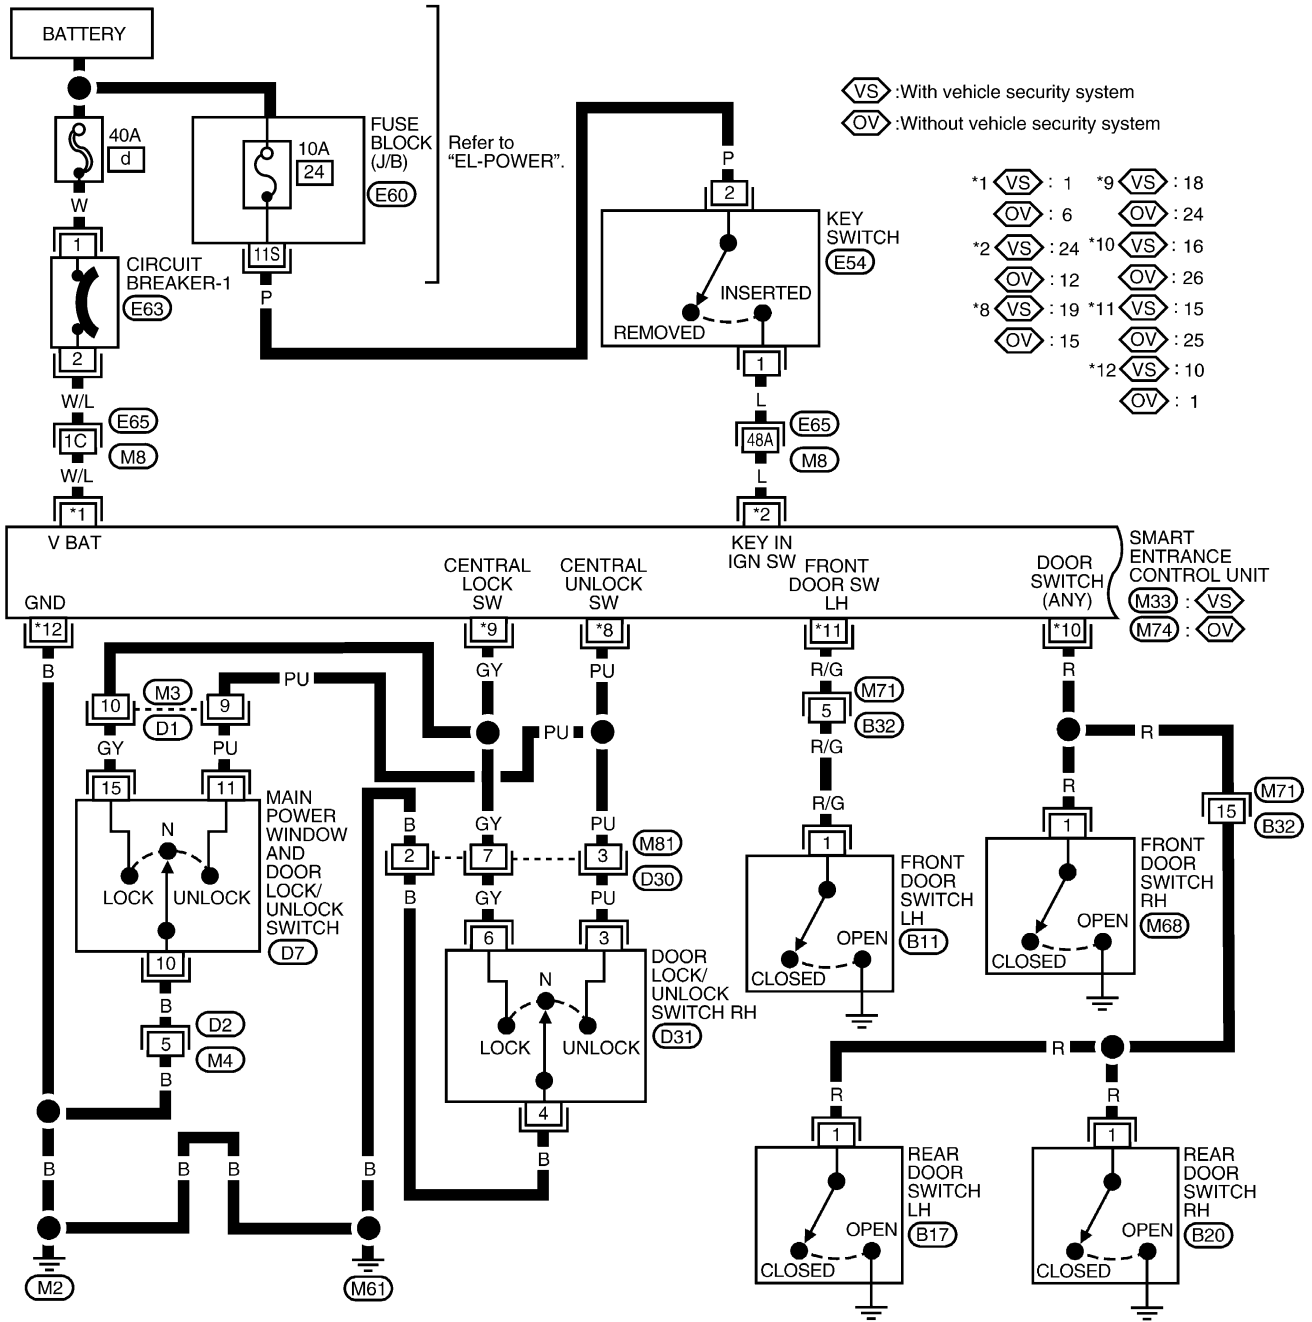 BATTERY
40A
d
W
1
CIRCUIT
BREAKER-1
E63
2
W/L
1C
E65
M8
W/L
*1
V BAT
10A
24
FUSE
BLOCK
(J/B)
E60
11S
P
Refer to
“EL-POWER”.
P
2
KEY
SWITCH
E54
INSERTED
REMOVED
1
L
48A
E65
M8
L
*2
KEY IN
IGN SW
VS :With vehicle security system
OV :Without vehicle security system
*1 VS : 1
OV : 6
*2 VS : 24
OV : 12
*8 VS : 19
OV : 15
*9 VS : 18
OV : 24
*10 VS : 16
OV : 26
*11 VS : 15
OV : 25
*12 VS : 10
OV : 1
SMART
ENTRANCE
CONTROL UNIT
M33 : VS
M74 : OV
GND
CENTRAL
LOCK
SW
CENTRAL
UNLOCK
SW
FRONT
DOOR SW
LH
DOOR
SWITCH
(ANY)
*12
*9
*8
*11
*10
B
GY
PU
R/G
R
10
M3
D1
9
PU
PU
GY
PU
15
11
MAIN
POWER
WINDOW
AND
DOOR
LOCK/
UNLOCK
SWITCH
D7
N
LOCK
UNLOCK
10
B
5
D2
M4
B
B
B
B
B
M2
M61
B
GY
PU
2
7
3
M81
D30
B
GY
PU
6
3
DOOR
LOCK/
UNLOCK
SWITCH RH
D31
N
LOCK
UNLOCK
4
B
5
M71
B32
R/G
R/G
1
FRONT
DOOR
SWITCH
LH
B11
OPEN
CLOSED
R
R
15
M71
B32
1
FRONT
DOOR
SWITCH
RH
M68
OPEN
CLOSED
R
R
R
1
REAR
DOOR
SWITCH
LH
B17
OPEN
CLOSED
1
REAR
DOOR
SWITCH
RH
B20
OPEN
CLOSED